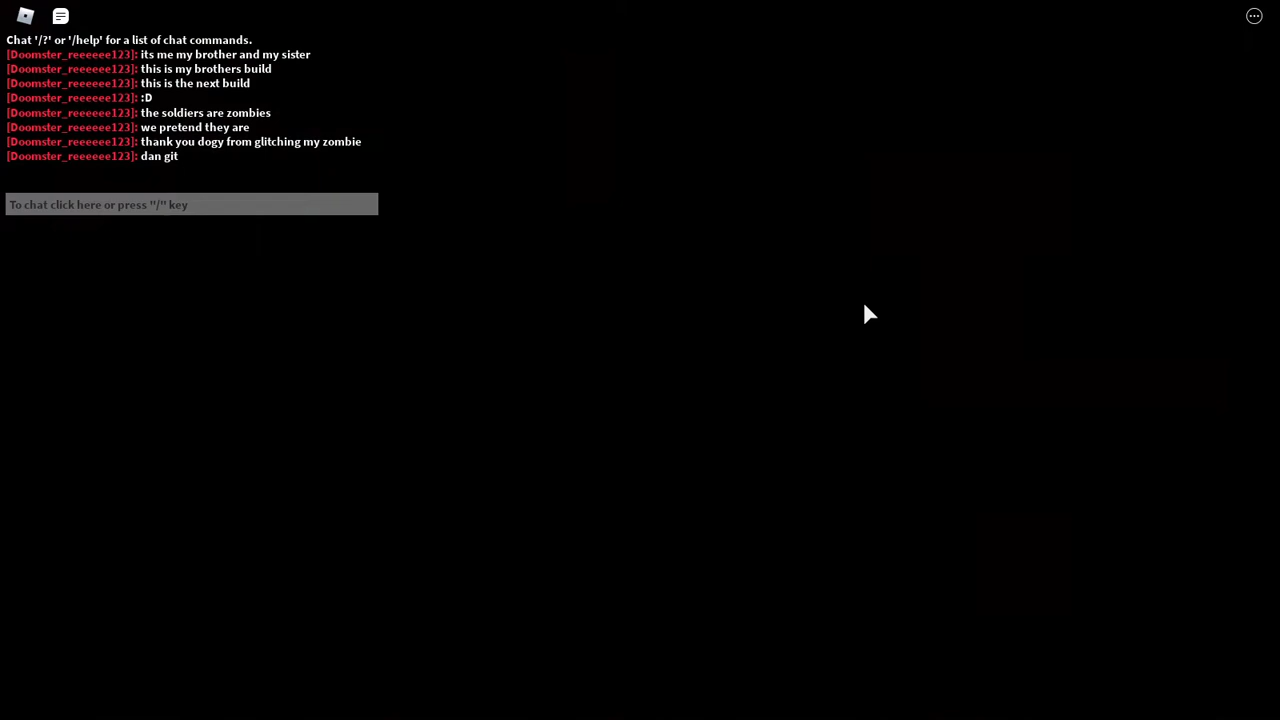 Chat '/?' or '/help' for a list of chat commands.
[Doomster_reeeeee123]: its me my brother and my sister
[Doomster_reeeeee123]: this is my brothers build
[Doomster_reeeeee123]: this is the next build
[Doomster_reeeeee123]: :D
[Doomster_reeeeee123]: the soldiers are zombies
[Doomster_reeeeee123]: we pretend they are
[Doomster_reeeeee123]: thank you dogy from glitching my zombie
[Doomster_reeeeee123]: dan git
To chat click here or press "/" key